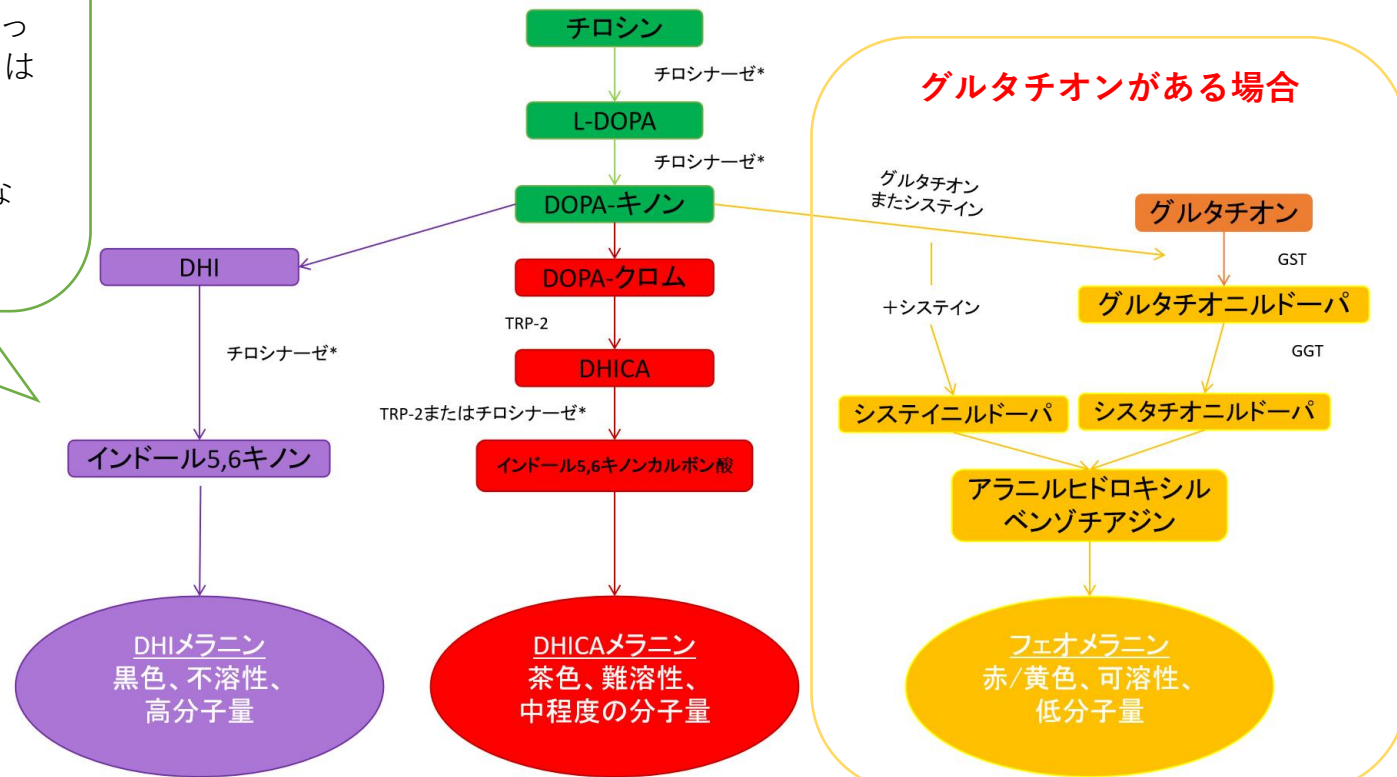 っ
は
な
チロシン
チロシナーゼ*
L-DOPA
チロシナーゼ*
DOPA-キノン
DHI
チロシナーゼ*
インドール5,6キノン
DHIメラニン
黒色、不溶性、
高分子量
DOPA-クロム
TRP-2
DHICA
TRP-2またはチロシナーゼ*
インドール5,6キノンカルボン酸
DHICAメラニン
茶色、難溶性、
中程度の分子量
グルタチオンがある場合
グルタチオン
またシステイン
+システイン
システイニルドーパ
グルタチオン
GST
グルタチオニルドーパ
GGT
シスタチオニルドーパ
アラニルヒドロキシル
ベンゾチアジン
フェオメラニン
赤/黄色、可溶性、
低分子量